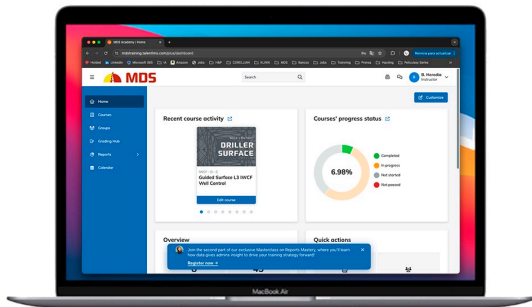 MDS Academy | Home
mdstraining.talentlms.com/plus/dashboard
MDS
Search
B. Heredia
Instructor
Home
Courses
Groups
Grading Hub
Reports
Calendar
Customize
Recent course activity
DRILLER
SURFACE
Guided Surface L3 IWCF
Well Control
Edit course
Courses' progress status
6.98%
Completed
In progress
Not started
Not passed
Overview
Quick actions
Join the second part of our exclusive Masterclass on Reports Mastery, where you'll learn
how data gives admins insight to drive your training strategy forward!
Register now →
MacBook Air